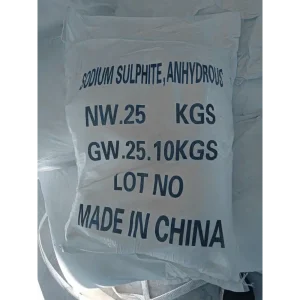 SODIUM SULPHITE, ANHYDROUS
NW.25 KGS
GW.25.10KGS
LOT NO
MADE IN CHINA